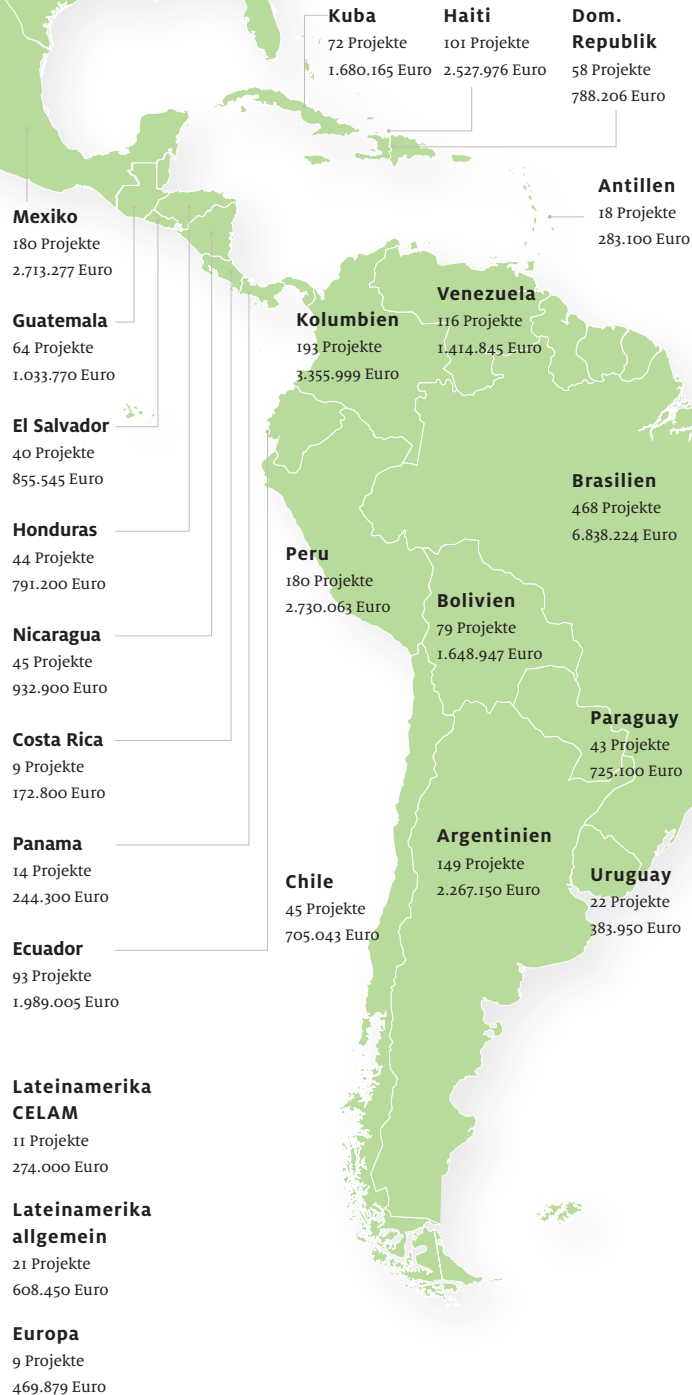 Kuba
72 Projekte
1.680.165 Euro
Haiti
101 Projekte
2.527.976 Euro
Dom.
Republik
58 Projekte
788.206 Euro
Antillen
18 Projekte
283.100 Euro
Mexiko
180 Projekte
2.713.277 Euro
Guatemala
64 Projekte
1.033.770 Euro
El Salvador
40 Projekte
855.545 Euro
Honduras
44 Projekte
791.200 Euro
Nicaragua
45 Projekte
932.900 Euro
Costa Rica
9 Projekte
172.800 Euro
Panama
14 Projekte
244.300 Euro
Ecuador
93 Projekte
1.989.005 Euro
Kolumbien
193 Projekte
3.355.999 Euro
Venezuela
116 Projekte
1.414.845 Euro
Brasilien
468 Projekte
6.838.224 Euro
Peru
180 Projekte
2.730.063 Euro
Bolivien
79 Projekte
1.648.947 Euro
Paraguay
43 Projekte
725.100 Euro
Argentinien
149 Projekte
2.267.150 Euro
Chile
45 Projekte
705.043 Euro
Uruguay
22 Projekte
383.950 Euro
Lateinamerika
CELAM
11 Projekte
274.000 Euro
Lateinamerika
allgemein
21 Projekte
608.450 Euro
Europa
9 Projekte
469.879 Euro